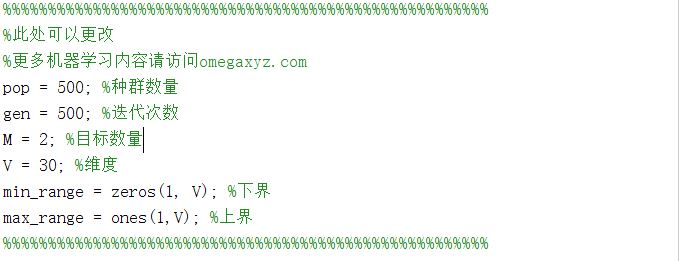 %%%%%%%%%%%%%%%%%%%%%%%%%%%%%%%%%%%%%%%%%%%%%%%%%%%%%%
%此处可以更改
%更多机器学习内容请访问omegaxyz.com
pop = 500; %种群数量
gen = 500; %迭代次数
M = 2; %目标数量
V = 30; %维度
min_range = zeros(1, V); %下界
max_range = ones(1,V); %上界
%%%%%%%%%%%%%%%%%%%%%%%%%%%%%%%%%%%%%%%%%%%%%%%%%%%%%%